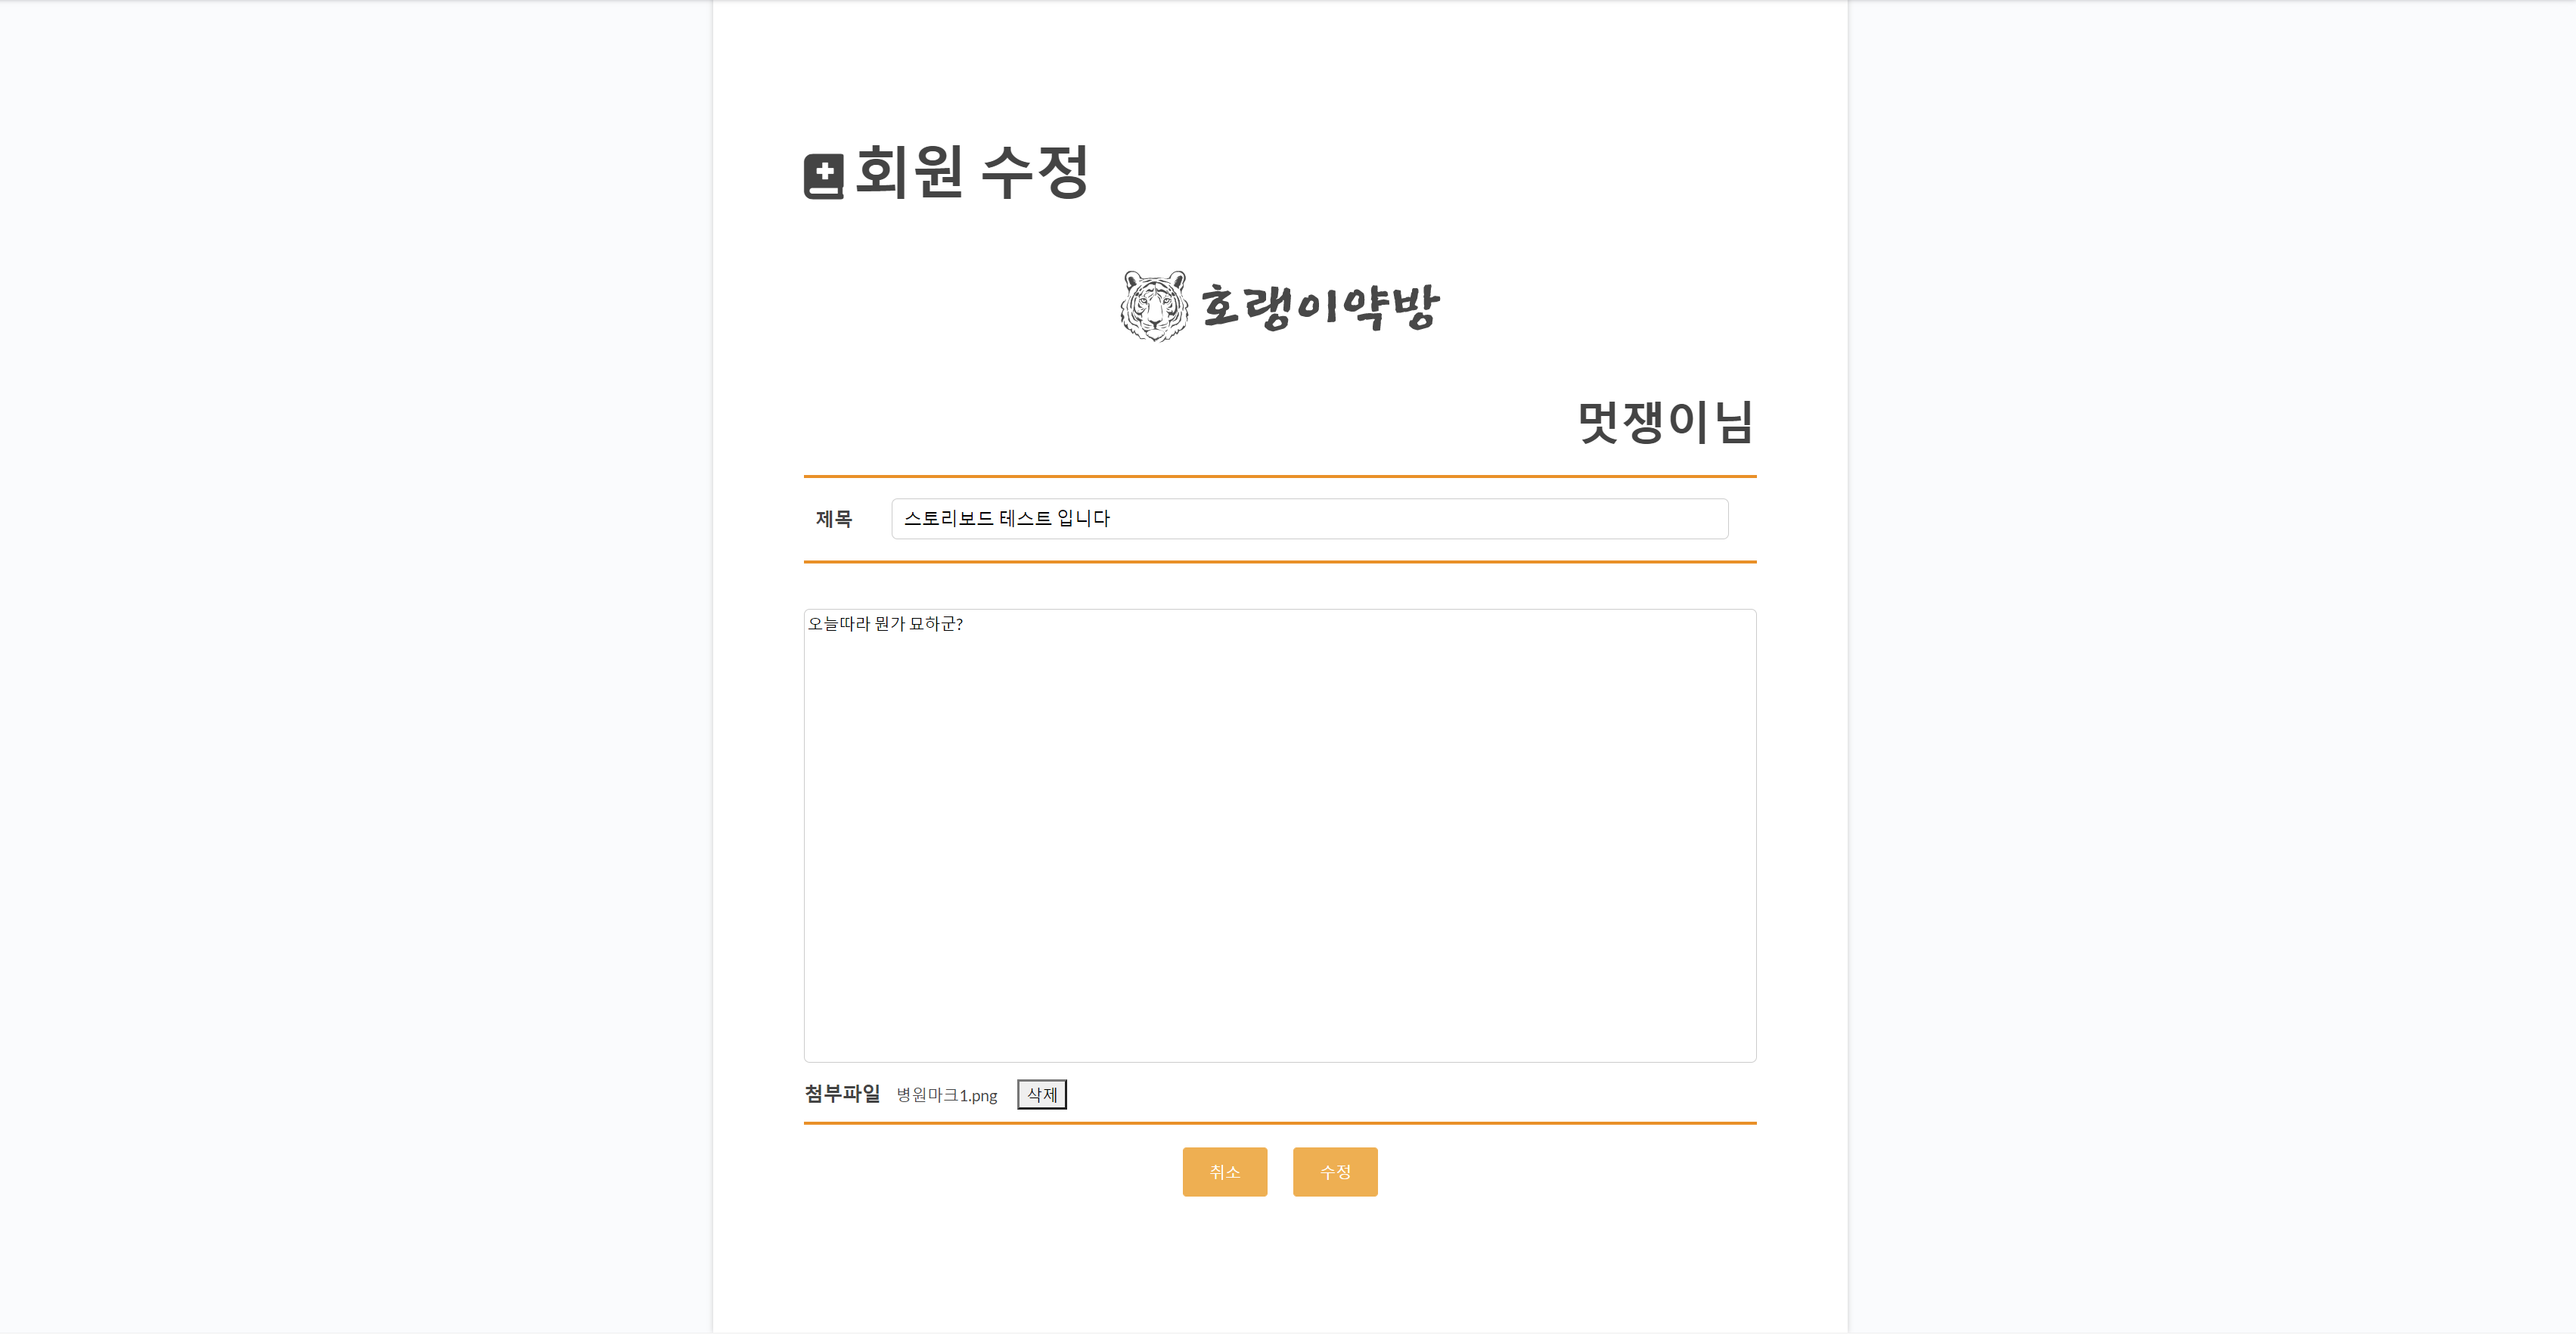 회원 수정
호랭이약방
멋쟁이님
제목 스토리보드 테스트 입니다
오늘따라 뭔가 묘하군?
첨부파일 병원마크1.png 삭제
취소 수정